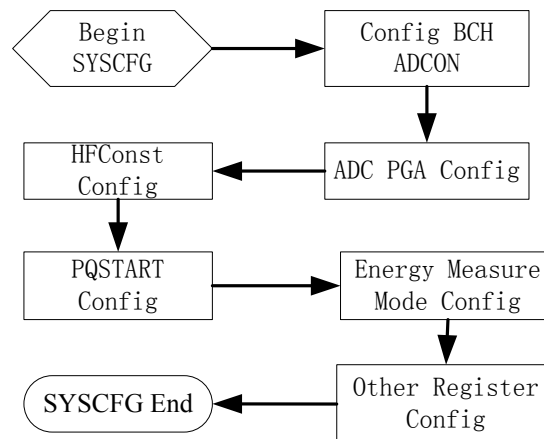 Begin
SYSCFG
Config BCH
ADCON
ADC PGA Config
HFConst
Config
PQSTART
Config
Energy Measure
Mode Config
Other Register
Config
SYSCFG End